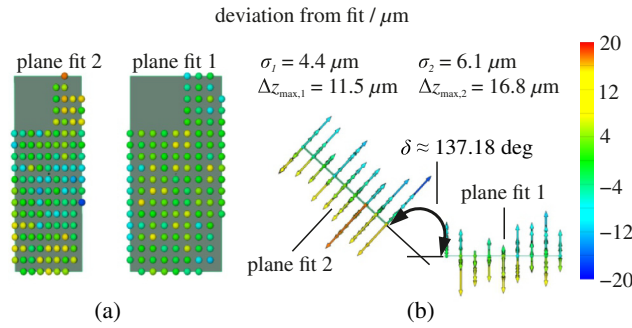 deviation from fit / µm
plane fit 2
plane fit 1
σ1 = 4.4 µm
Δzmax,1 = 11.5 µm
σ2 = 6.1 µm
Δzmax,2 = 16.8 µm
δ ≈ 137.18 deg
plane fit 1
plane fit 2
20
12
4
-4
-12
-20
(a)
(b)